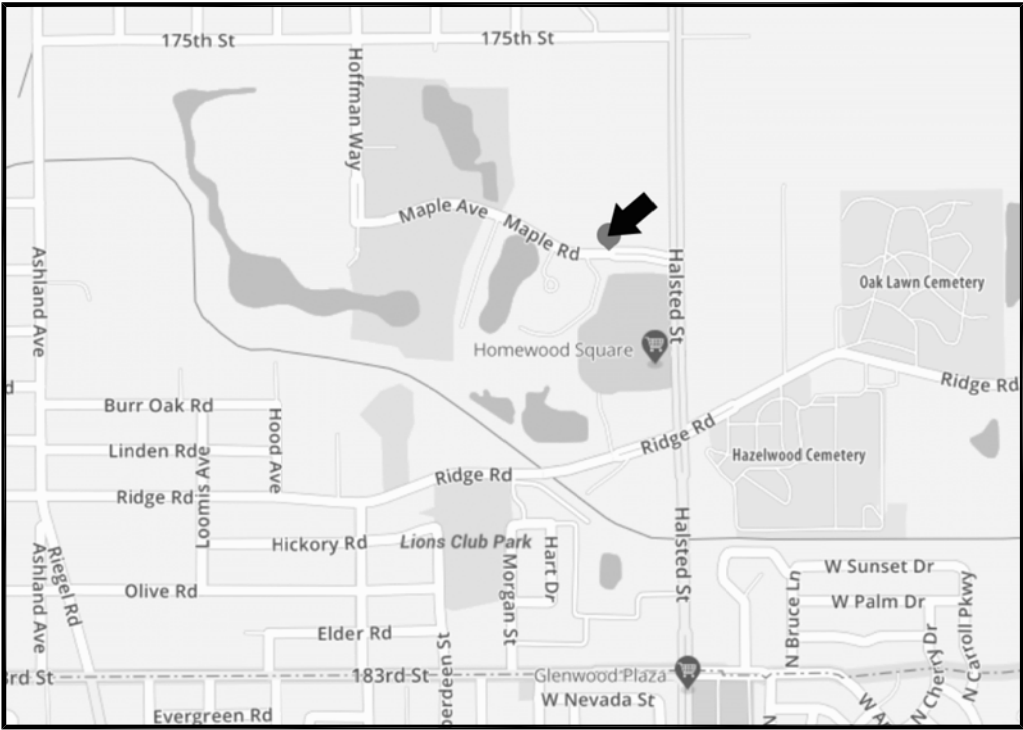 175th St
175th St
Hoffman Way
Maple Ave
Maple Rd
Ashland Ave
Halsted St
Oak Lawn Cemetery
Homewood Square
Ridge Rd
d
Burr Oak Rd
Hood Ave
Ridge Rd
Linden Rd
Loomis Ave
Hazelwood Cemetery
Ridge Rd
Ridge Rd
Halsted St
Hickory Rd
Lions Club Park
Hart Dr
Morgan St
Ashland Ave
Riegel Rd
Olive Rd
W Sunset Dr
W Palm Dr
N Bruce Ln
N Carroll Pkwy
N Cherry Dr
Elder Rd
3rd St
183rd St
Glenwood Plaza
W Nevada St
Evergreen Rd